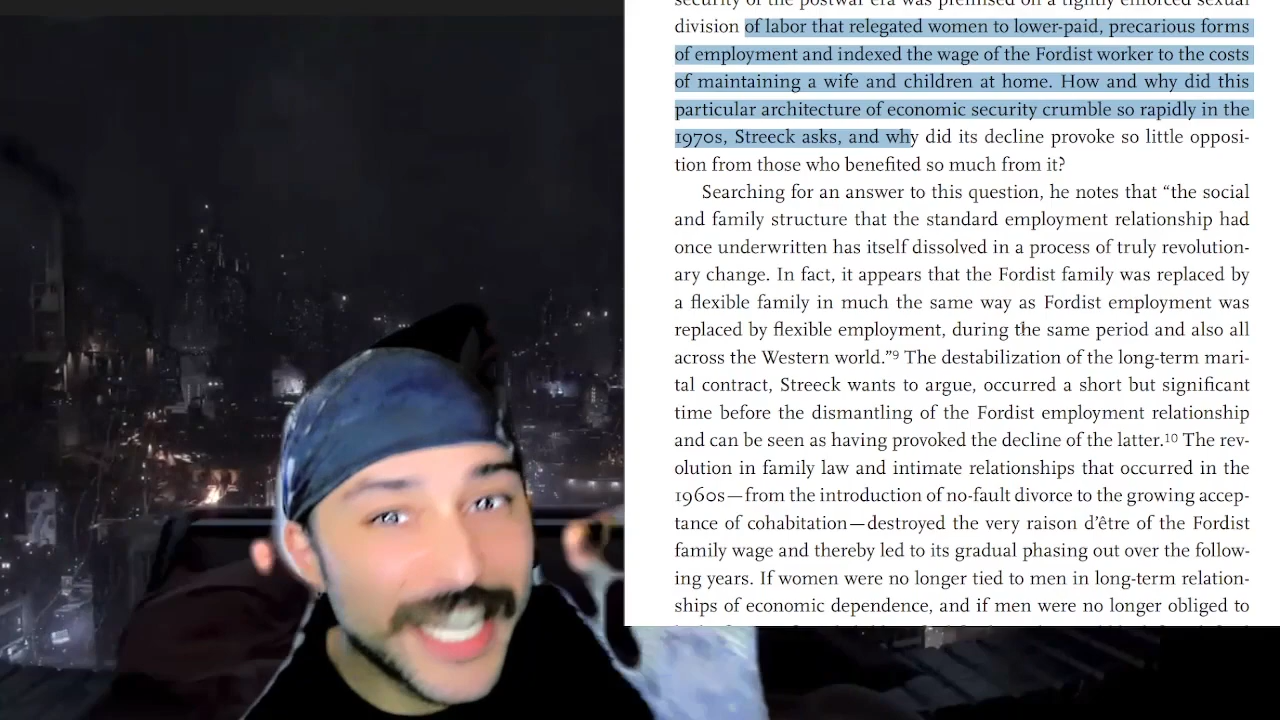 security of the postwar era was premised on a tightly enforced sexual
division of labor that relegated women to lower-paid, precarious forms
of employment and indexed the wage of the Fordist worker to the costs
of maintaining a wife and children at home. How and why did this
particular architecture of economic security crumble so rapidly in the
1970s, Streeck asks, and why did its decline provoke so little opposi-
tion from those who benefited so much from it?
Searching for an answer to this question, he notes that “the social
and family structure that the standard employment relationship had
once underwritten has itself dissolved in a process of truly revolution-
ary change. In fact, it appears that the Fordist family was replaced by
a flexible family in much the same way as Fordist employment was
replaced by flexible employment, during the same period and also all
across the Western world.”9 The destabilization of the long-term mari-
tal contract, Streeck wants to argue, occurred a short but significant
time before the dismantling of the Fordist employment relationship
and can be seen as having provoked the decline of the latter.10 The rev-
olution in family law and intimate relationships that occurred in the
1960s—from the introduction of no-fault divorce to the growing accep-
tance of cohabitation—destroyed the very raison d’être of the Fordist
family wage and thereby led to its gradual phasing out over the follow-
ing years. If women were no longer tied to men in long-term relation-
ships of economic dependence, and if men were no longer obliged to